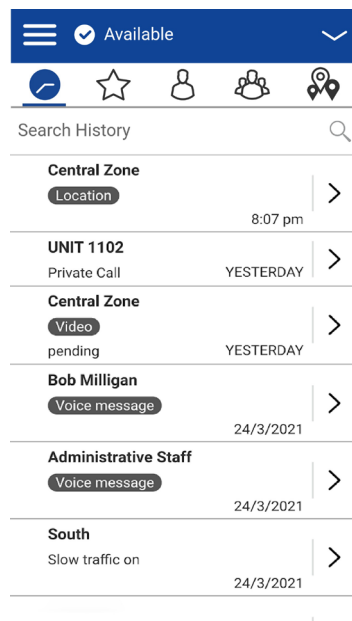 Available
Search History
Central Zone
Location
8:07 pm
UNIT 1102
Private Call YESTERDAY
Central Zone
Video
pending YESTERDAY
Bob Milligan
Voice message
24/3/2021
Administrative Staff
Voice message
24/3/2021
South
Slow traffic on
24/3/2021